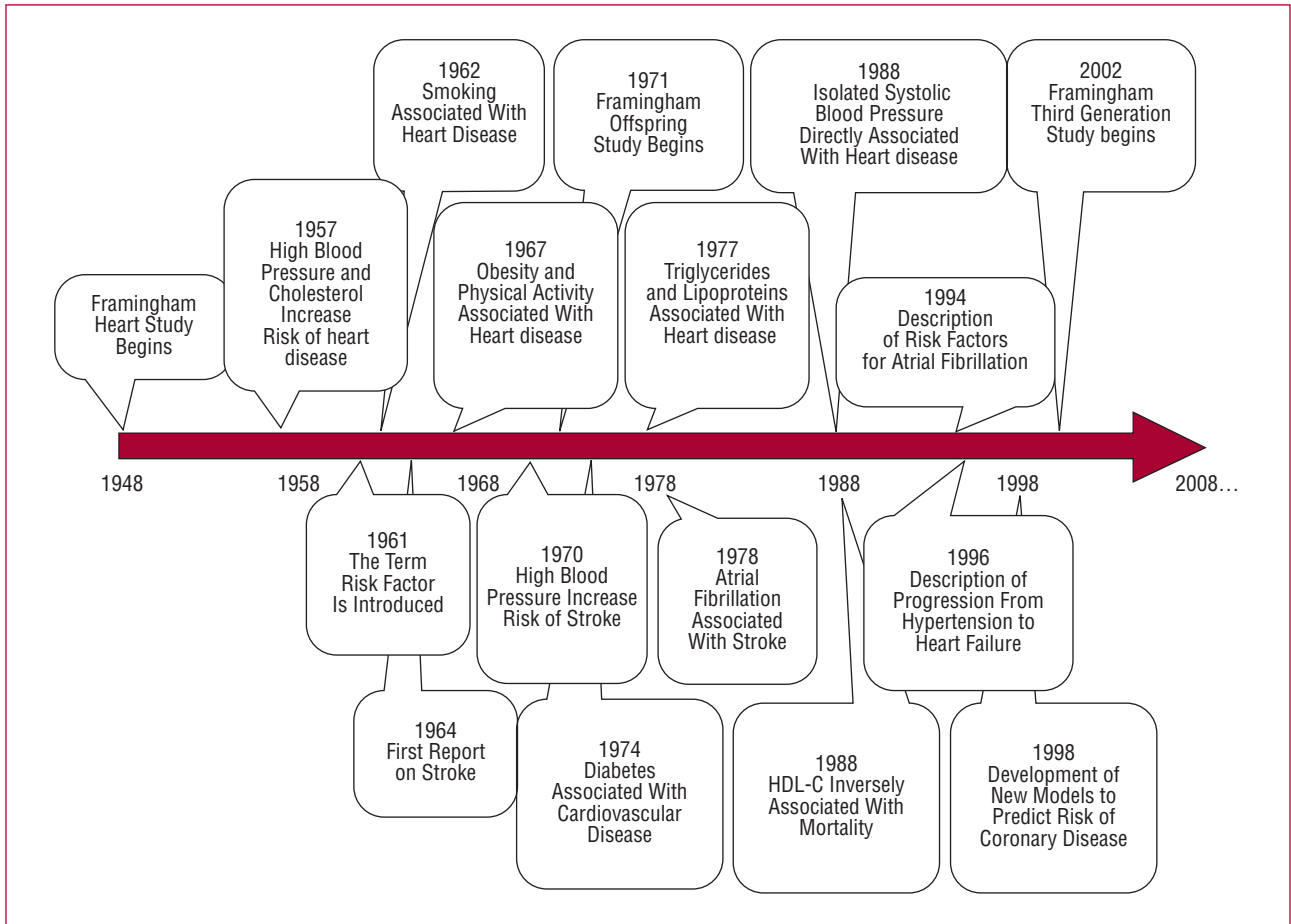 1962
Smoking
Associated With
Heart Disease
1971
Framingham
Offspring
Study Begins
1988
Isolated Systolic
Blood Pressure
Directly Associated
With Heart disease
2002
Framingham
Third Generation
Study begins
Framingham
Heart Study
Begins
1957
High Blood
Pressure and
Cholesterol
Increase
Risk of heart
disease
1967
Obesity and
Physical Activity
Associated With
Heart disease
1977
Triglycerides
and Lipoproteins
Associated With
Heart disease
1994
Description
of Risk Factors
for Atrial Fibrillation
1948
1958
1968
1978
1988
1998
2008…
1961
The Term
Risk Factor
Is Introduced
1970
High Blood
Pressure Increase
Risk of Stroke
1978
Atrial
Fibrillation
Associated
With Stroke
1996
Description of
Progression From
Hypertension to
Heart Failure
1964
First Report
on Stroke
1974
Diabetes
Associated With
Cardiovascular
Disease
1988
HDL-C Inversely
Associated With
Mortality
1998
Development of
New Models to
Predict Risk of
Coronary Disease